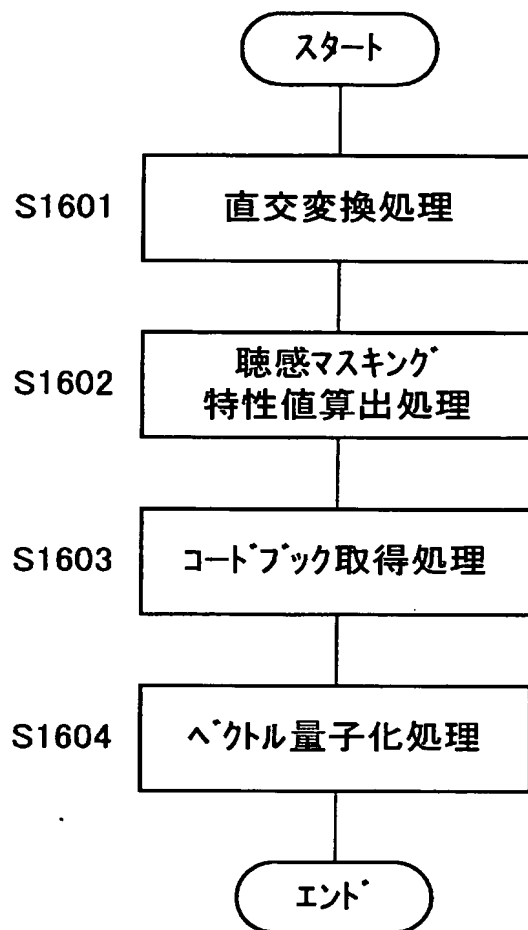 スタート
S1601
直交変換処理
S1602
聴感マスキング
特性値算出処理
S1603
コードブック取得処理
S1604
ベクトル量子化処理
エンド